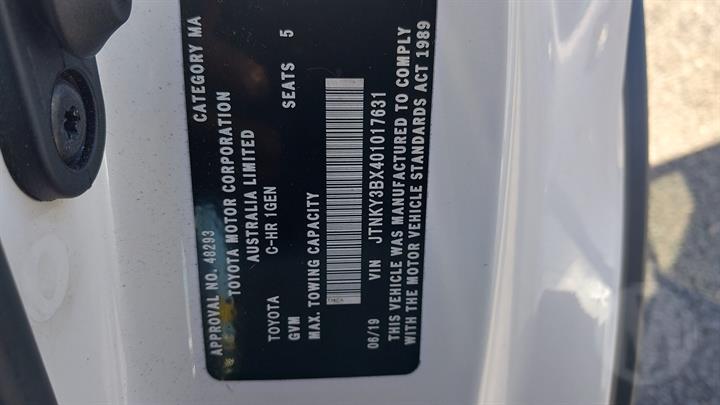 APPROVAL NO. 48293 CATEGORY MA
TOYOTA MOTOR CORPORATION
AUSTRALIA LIMITED
TOYOTA C-HR 1GEN
GVM SEATS 5
MAX. TOWING CAPACITY
06/19 VIN JTNKY3BX401017631
THIS VEHICLE WAS MANUFACTURED TO COMPLY
WITH THE MOTOR VEHICLE STANDARDS ACT 1989